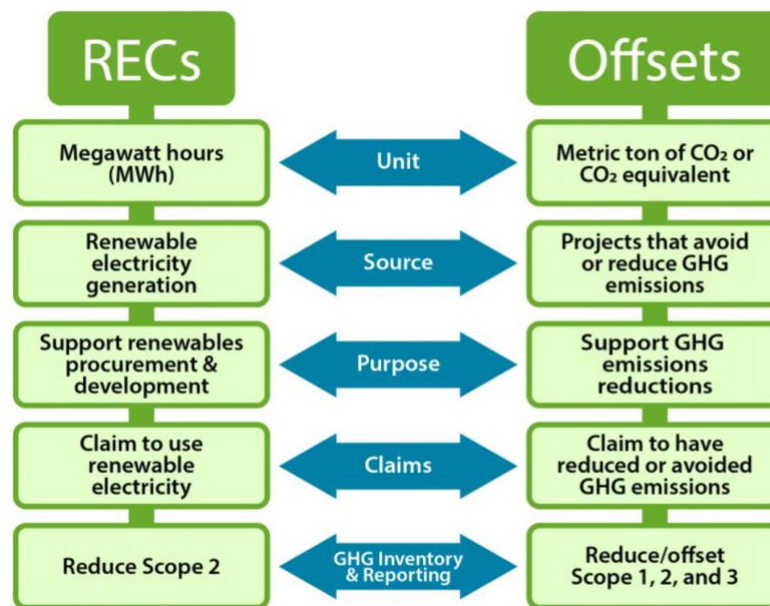 RECs
Offsets
Megawatt hours
(MWh)
Unit
Metric ton of CO₂ or
CO₂ equivalent
Renewable
electricity
generation
Source
Projects that avoid
or reduce GHG
emissions
Support renewables
procurement &
development
Purpose
Support GHG
emissions
reductions
Claim to use
renewable
electricity
Claims
Claim to have
reduced or avoided
GHG emissions
Reduce Scope 2
GHG Inventory
& Reporting
Reduce/offset
Scope 1, 2, and 3